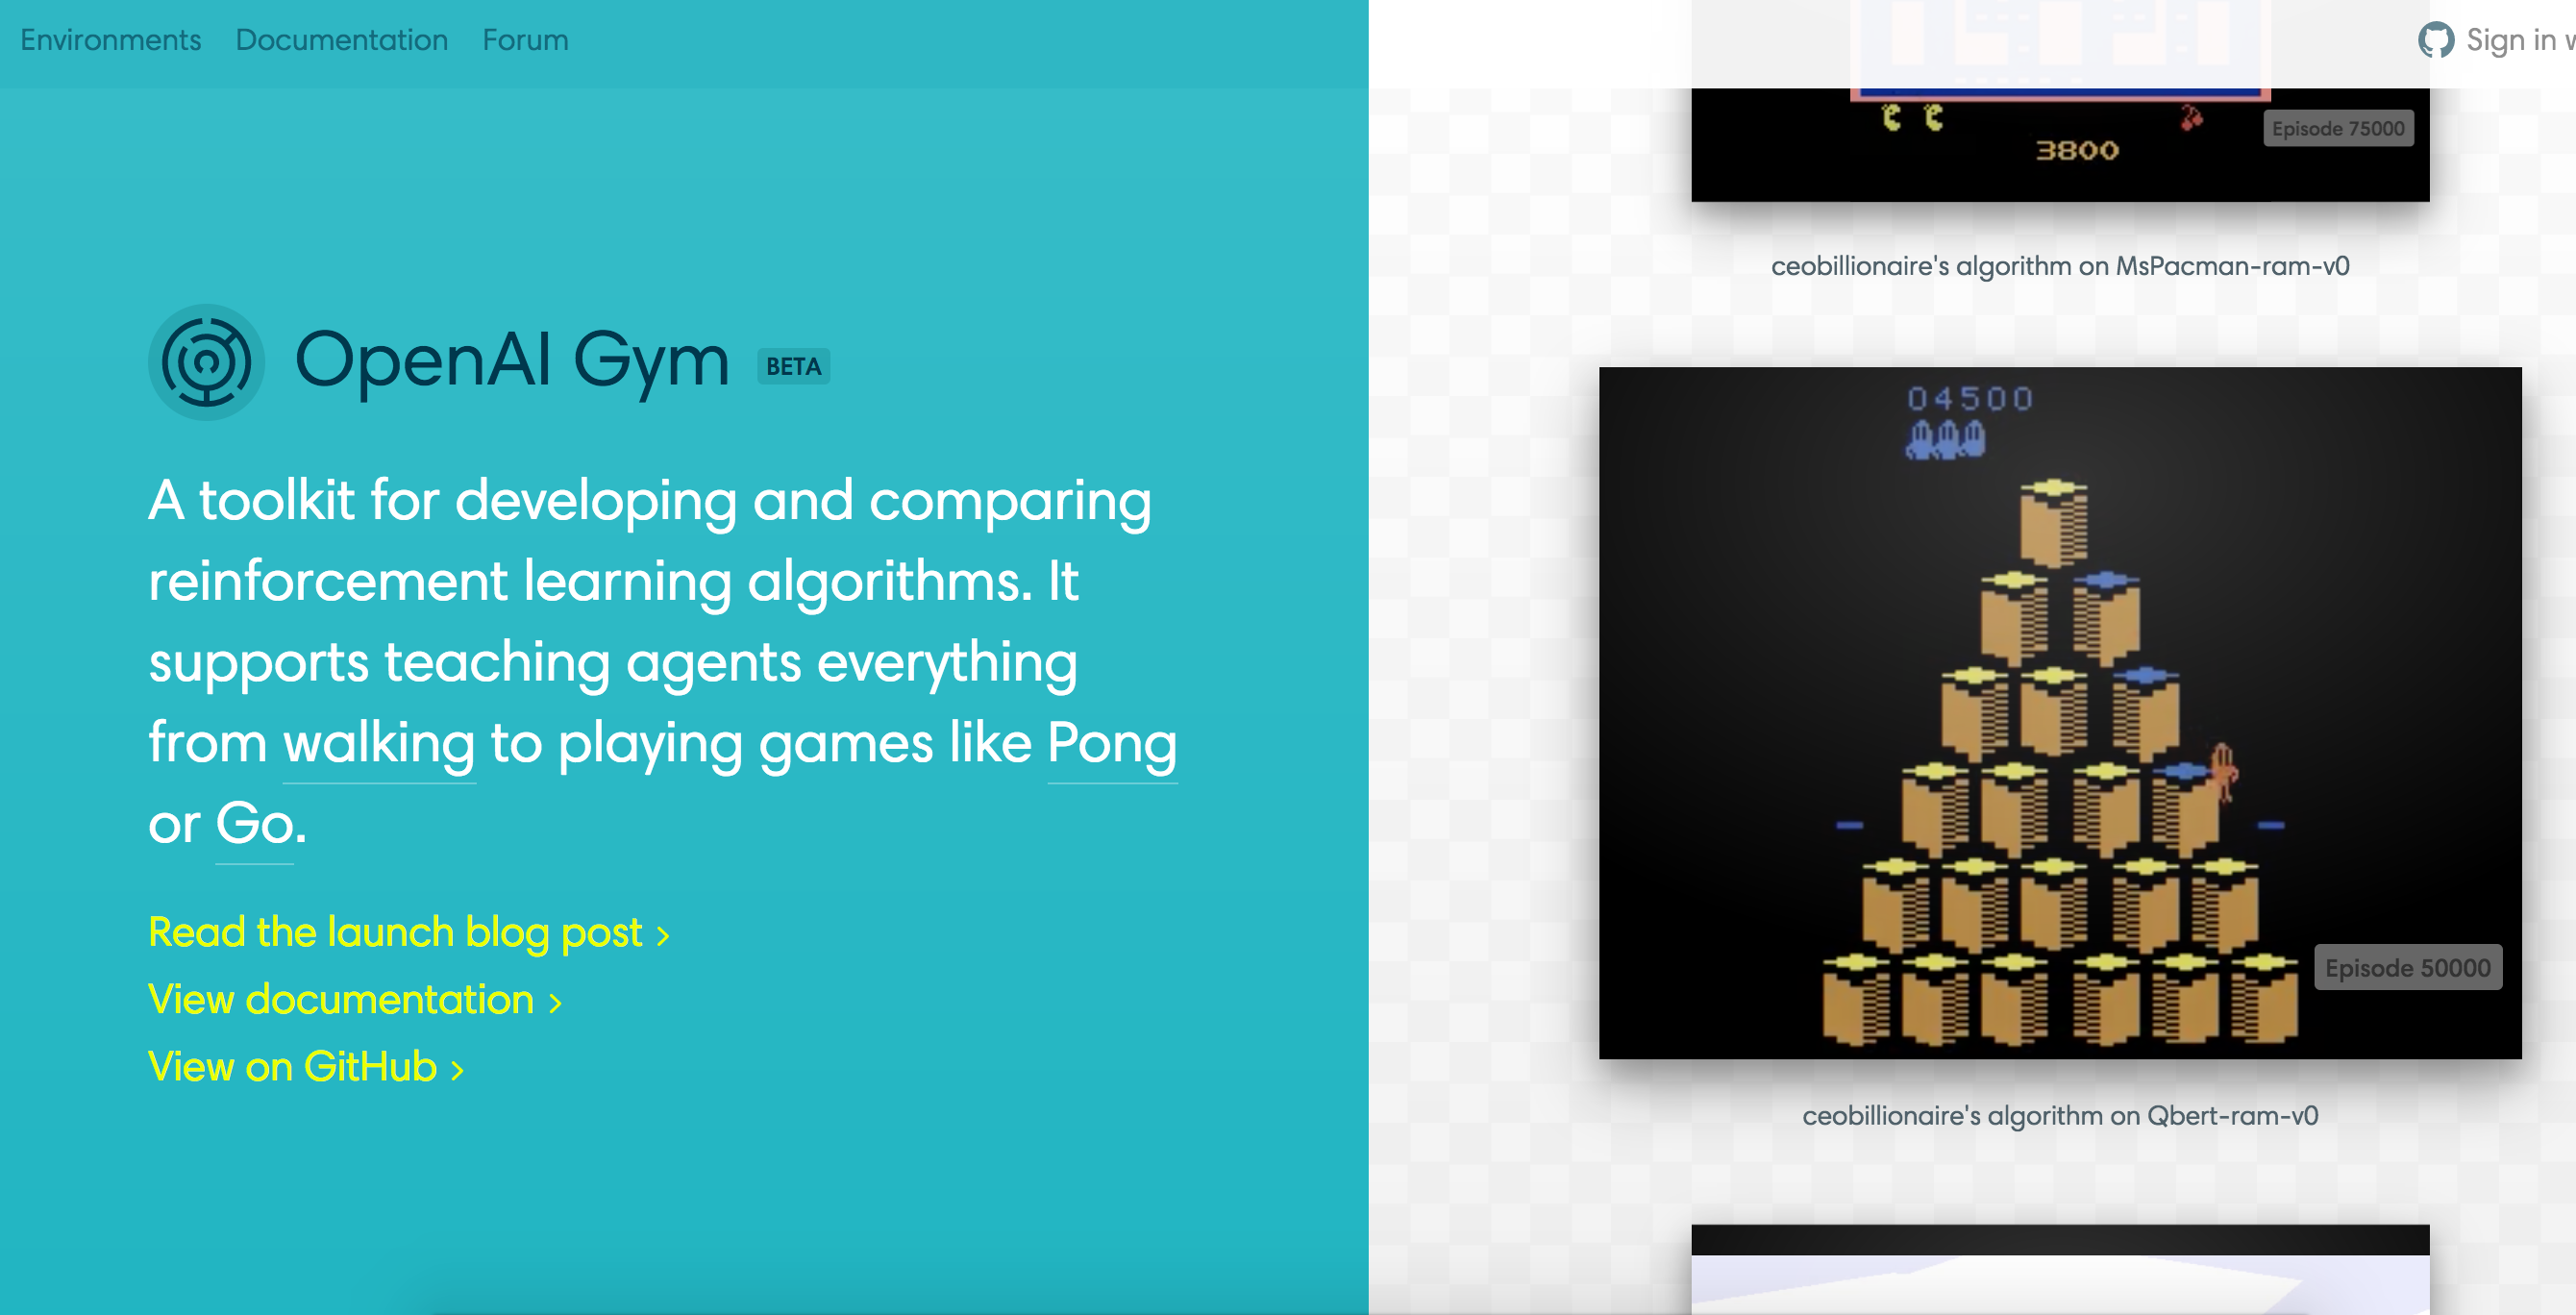 Environments Documentation Forum
Sign in w
OpenAI Gym BETA
A toolkit for developing and comparing
reinforcement learning algorithms. It
supports teaching agents everything
from walking to playing games like Pong
or Go.
Read the launch blog post ›
View documentation ›
View on GitHub ›
Episode 75000
3800
ceobillionaire's algorithm on MsPacman-ram-v0
04500
Episode 50000
ceobillionaire's algorithm on Qbert-ram-v0